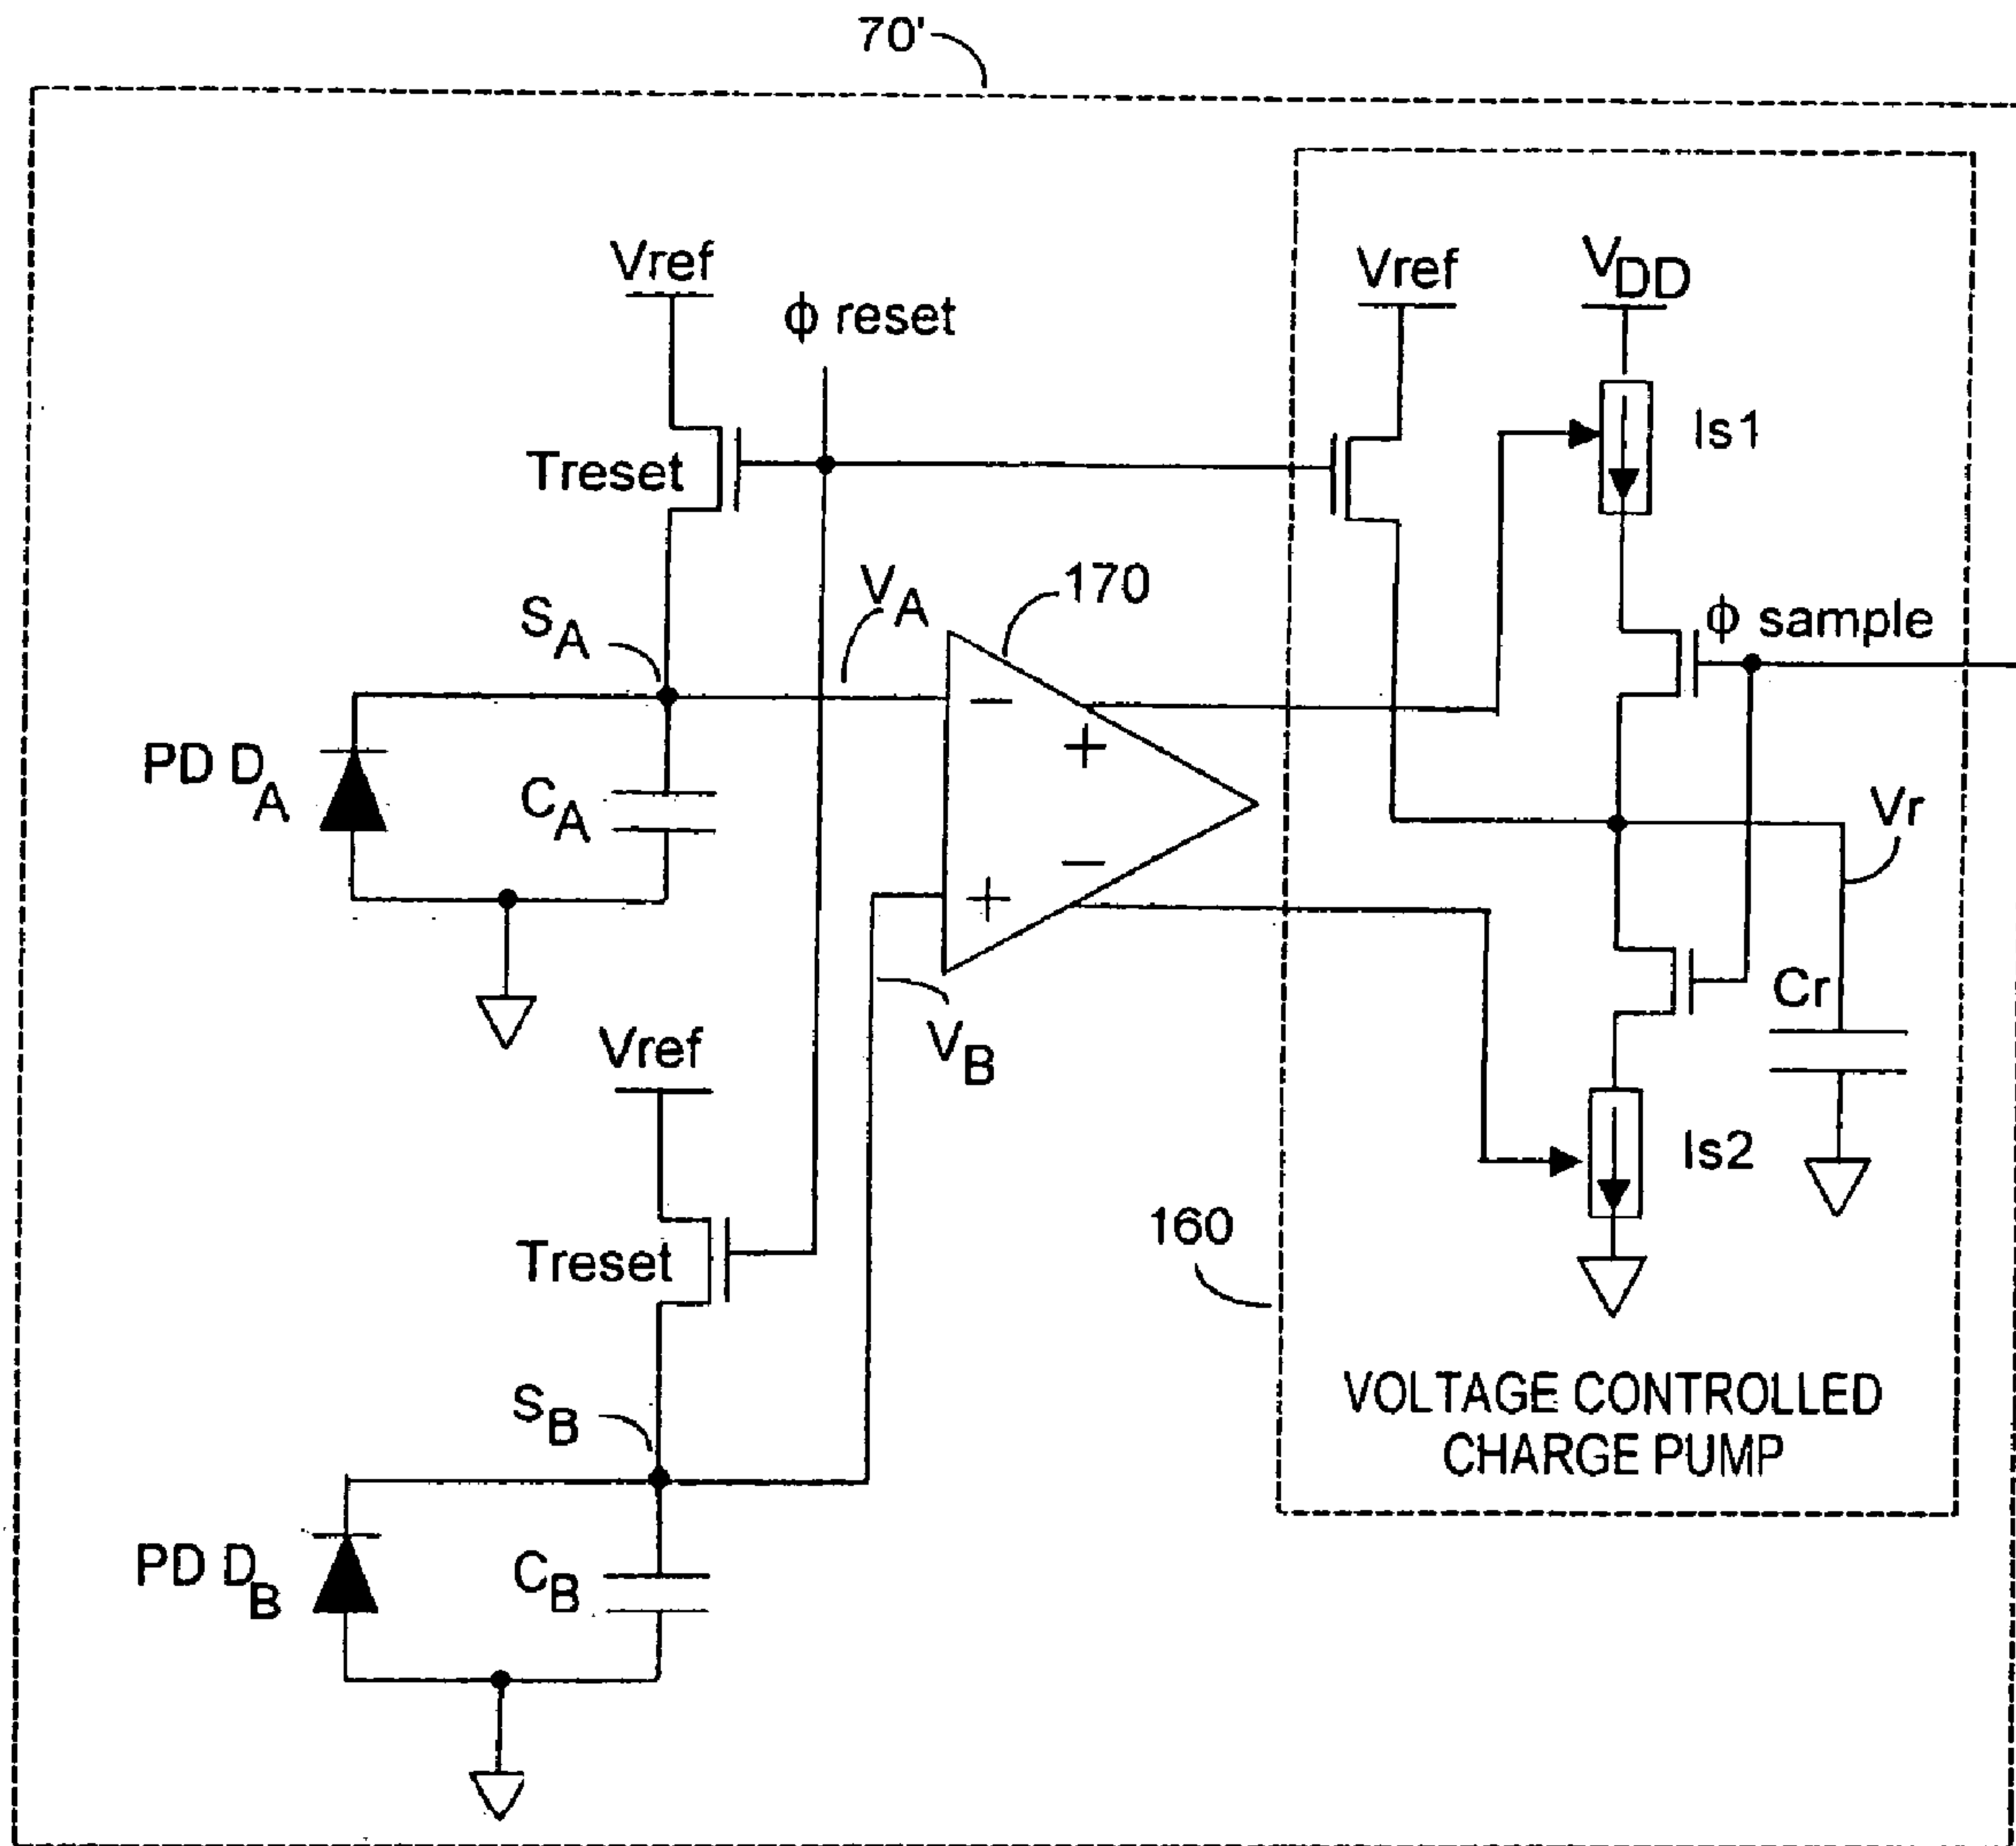 70'
Vref
ϕ reset
Vref
VDD
Is1
Treset
SA
VA
170
ϕ sample
−
+
PD DA
CA
Vr
−
+
Cr
Vref
VB
Is2
160
Treset
SB
VOLTAGE CONTROLLED
CHARGE PUMP
PD DB
CB